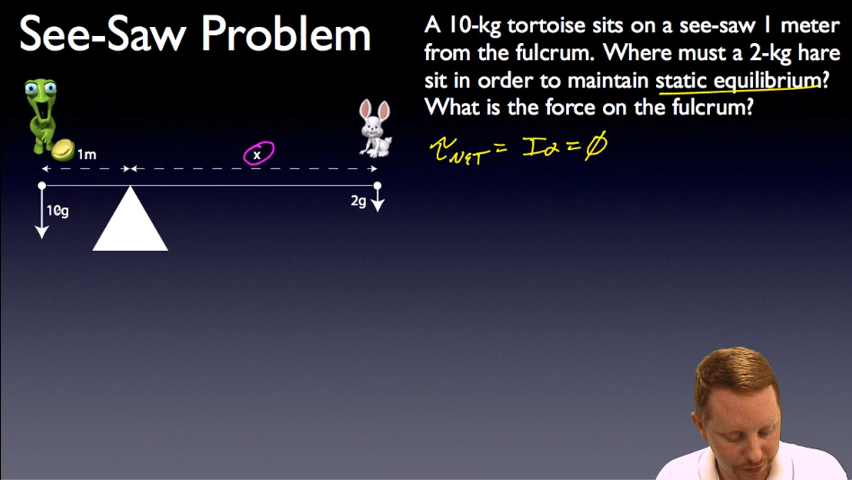 See-Saw Problem
A 10-kg tortoise sits on a see-saw 1 meter
from the fulcrum. Where must a 2-kg hare
sit in order to maintain static equilibrium?
What is the force on the fulcrum?
τNET = Iα = ∅
1m
x
10g
2g